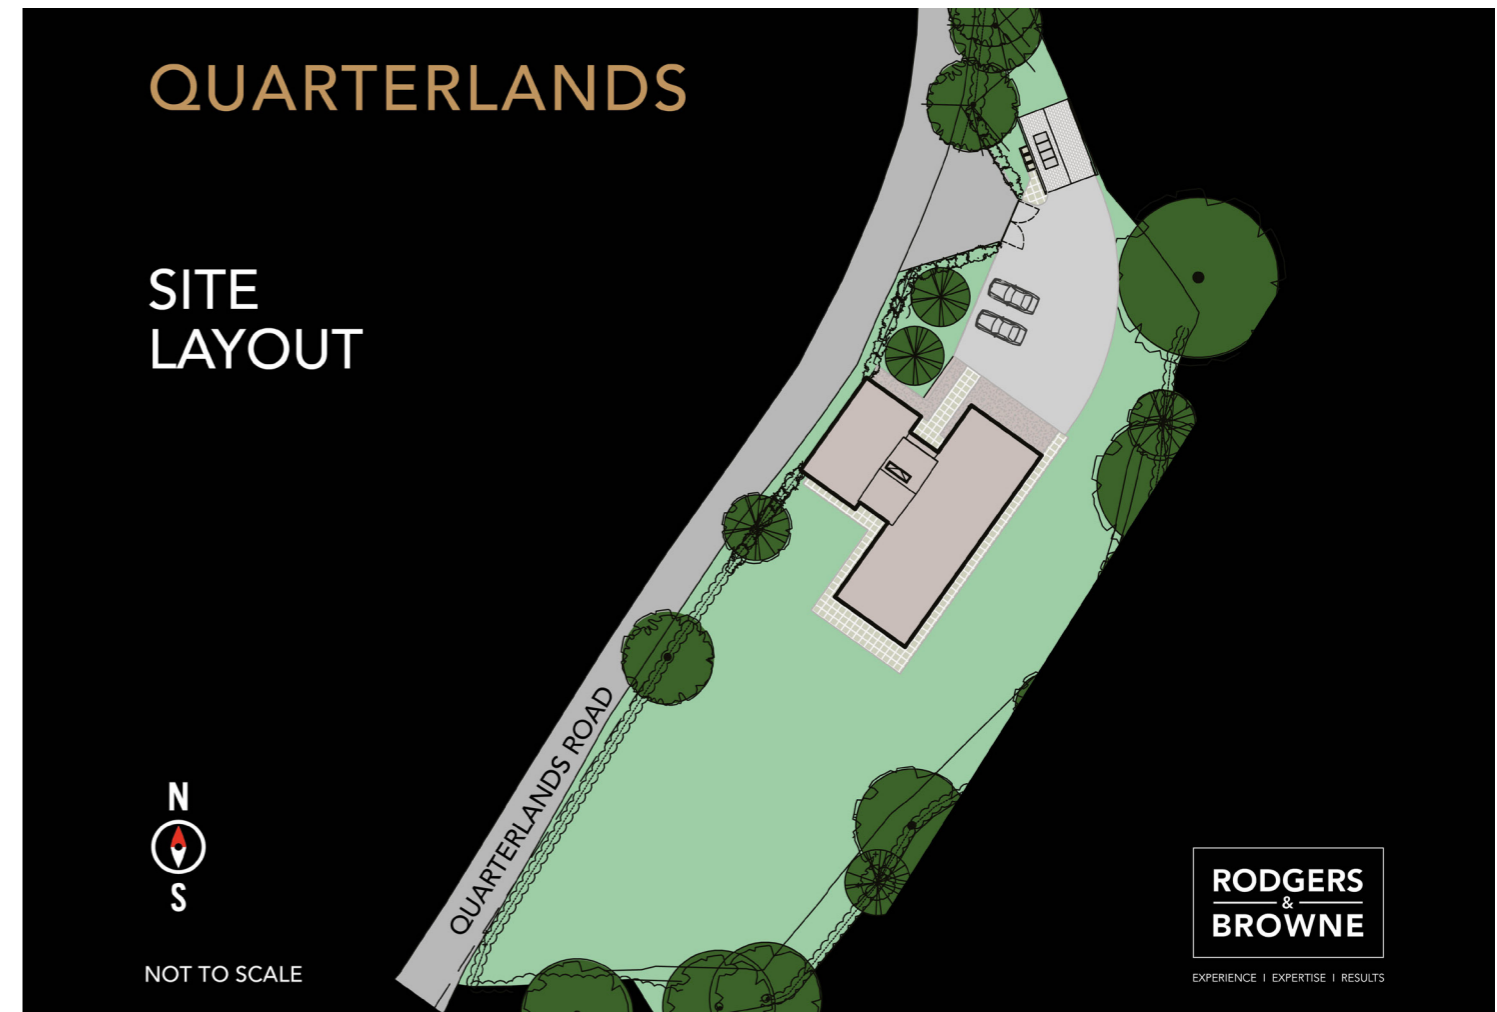 QUARTERLANDS
SITE
LAYOUT
QUARTERLANDS ROAD
N
S
NOT TO SCALE
RODGERS
&
BROWNE
EXPERIENCE | EXPERTISE | RESULTS